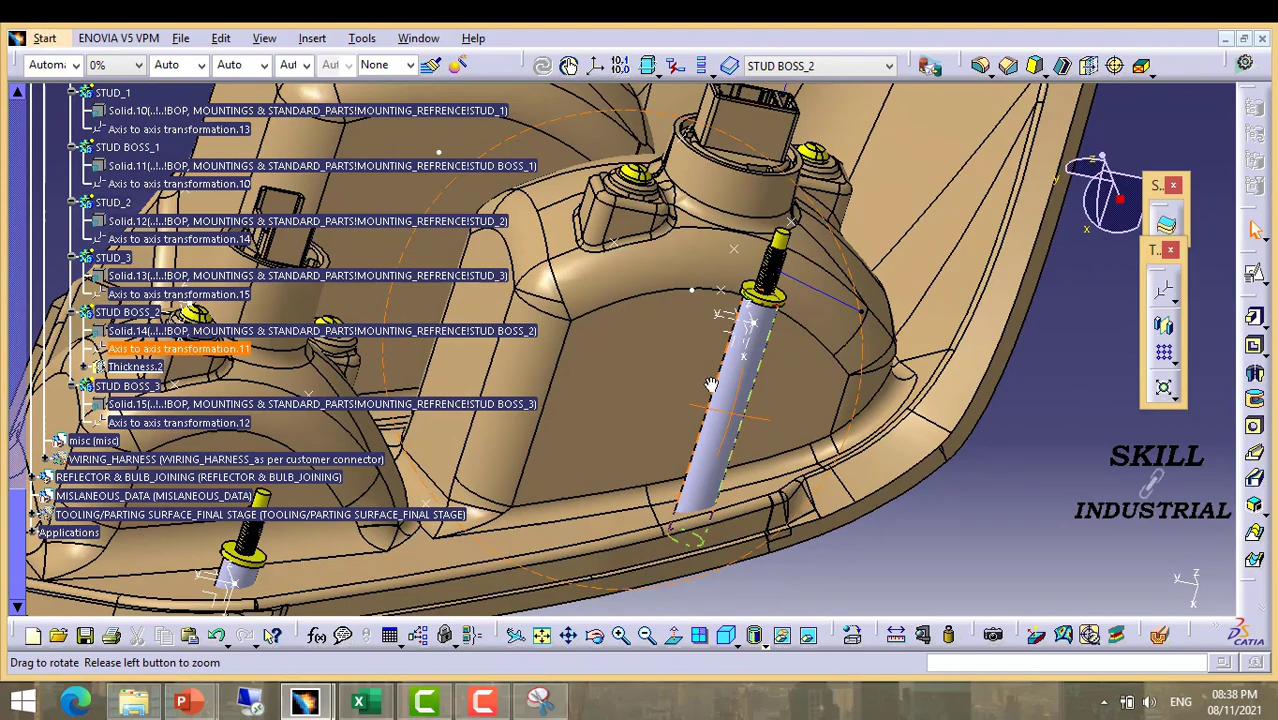 Start ENOVIA V5 VPM File Edit View Insert Tools Window Help
Automa 0% Auto Auto Aut Aut None 10.1 10.0 STUD BOSS_2
STUD_1
Solid.10(..!..!BOP, MOUNTINGS & STANDARD_PARTS!MOUNTING_REFRENCE!STUD_1)
Axis to axis transformation.13
STUD BOSS_1
Solid.11(..!..!BOP, MOUNTINGS & STANDARD_PARTS!MOUNTING_REFRENCE!STUD BOSS_1)
Axis to axis transformation.10
STUD_2
Solid.12(..!..!BOP, MOUNTINGS & STANDARD_PARTS!MOUNTING_REFRENCE!STUD_2)
Axis to axis transformation.14
STUD_3
Solid.13(..!..!BOP, MOUNTINGS & STANDARD_PARTS!MOUNTING_REFRENCE!STUD_3)
Axis to axis transformation.15
STUD BOSS_2
Solid.14(..!..!BOP, MOUNTINGS & STANDARD_PARTS!MOUNTING_REFRENCE!STUD BOSS_2)
Axis to axis transformation.11
Thickness.2
STUD BOSS_3
Solid.15(..!..!BOP, MOUNTINGS & STANDARD_PARTS!MOUNTING_REFRENCE!STUD BOSS_3)
Axis to axis transformation.12
misc (misc)
WIRING_HARNESS (WIRING_HARNESS_as per customer connector)
REFLECTOR & BULB_JOINING (REFLECTOR & BULB_JOINING)
MISLANEOUS_DATA (MISLANEOUS_DATA)
TOOLING/PARTING SURFACE_FINAL STAGE (TOOLING/PARTING SURFACE_FINAL STAGE)
Applications
S...
T...
z
y
x
SKILL
INDUSTRIAL
z
y
x
f(x)
CATIA
Drag to rotate Release left button to zoom
ENG
08:38 PM
08/11/2021